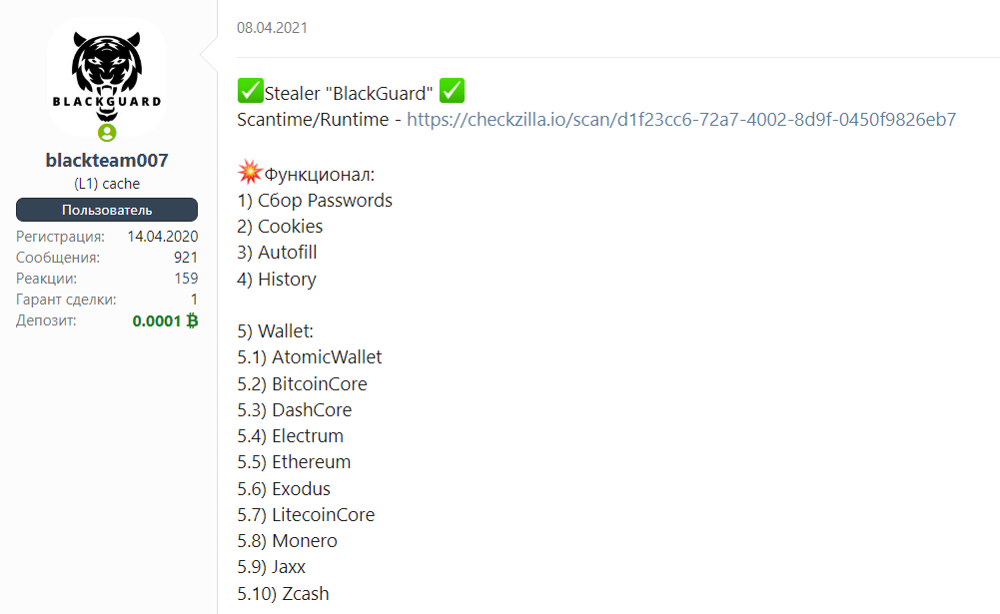 BLACKGUARD
blackteam007
(L1) cache
Пользователь
Регистрация: 14.04.2020
Сообщения: 921
Реакции: 159
Гарант сделки: 1
Депозит: 0.0001 ₿
08.04.2021
✅Stealer "BlackGuard" ✅
Scantime/Runtime - https://checkzilla.io/scan/d1f23cc6-72a7-4002-8d9f-0450f9826eb7
💥Функционал:
1) Сбор Passwords
2) Cookies
3) Autofill
4) History
5) Wallet:
5.1) AtomicWallet
5.2) BitcoinCore
5.3) DashCore
5.4) Electrum
5.5) Ethereum
5.6) Exodus
5.7) LitecoinCore
5.8) Monero
5.9) Jaxx
5.10) Zcash